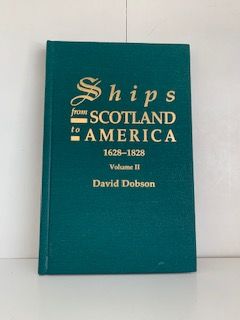 Ships
from SCOTLAND
to AMERICA
1628–1828
Volume II
David Dobson